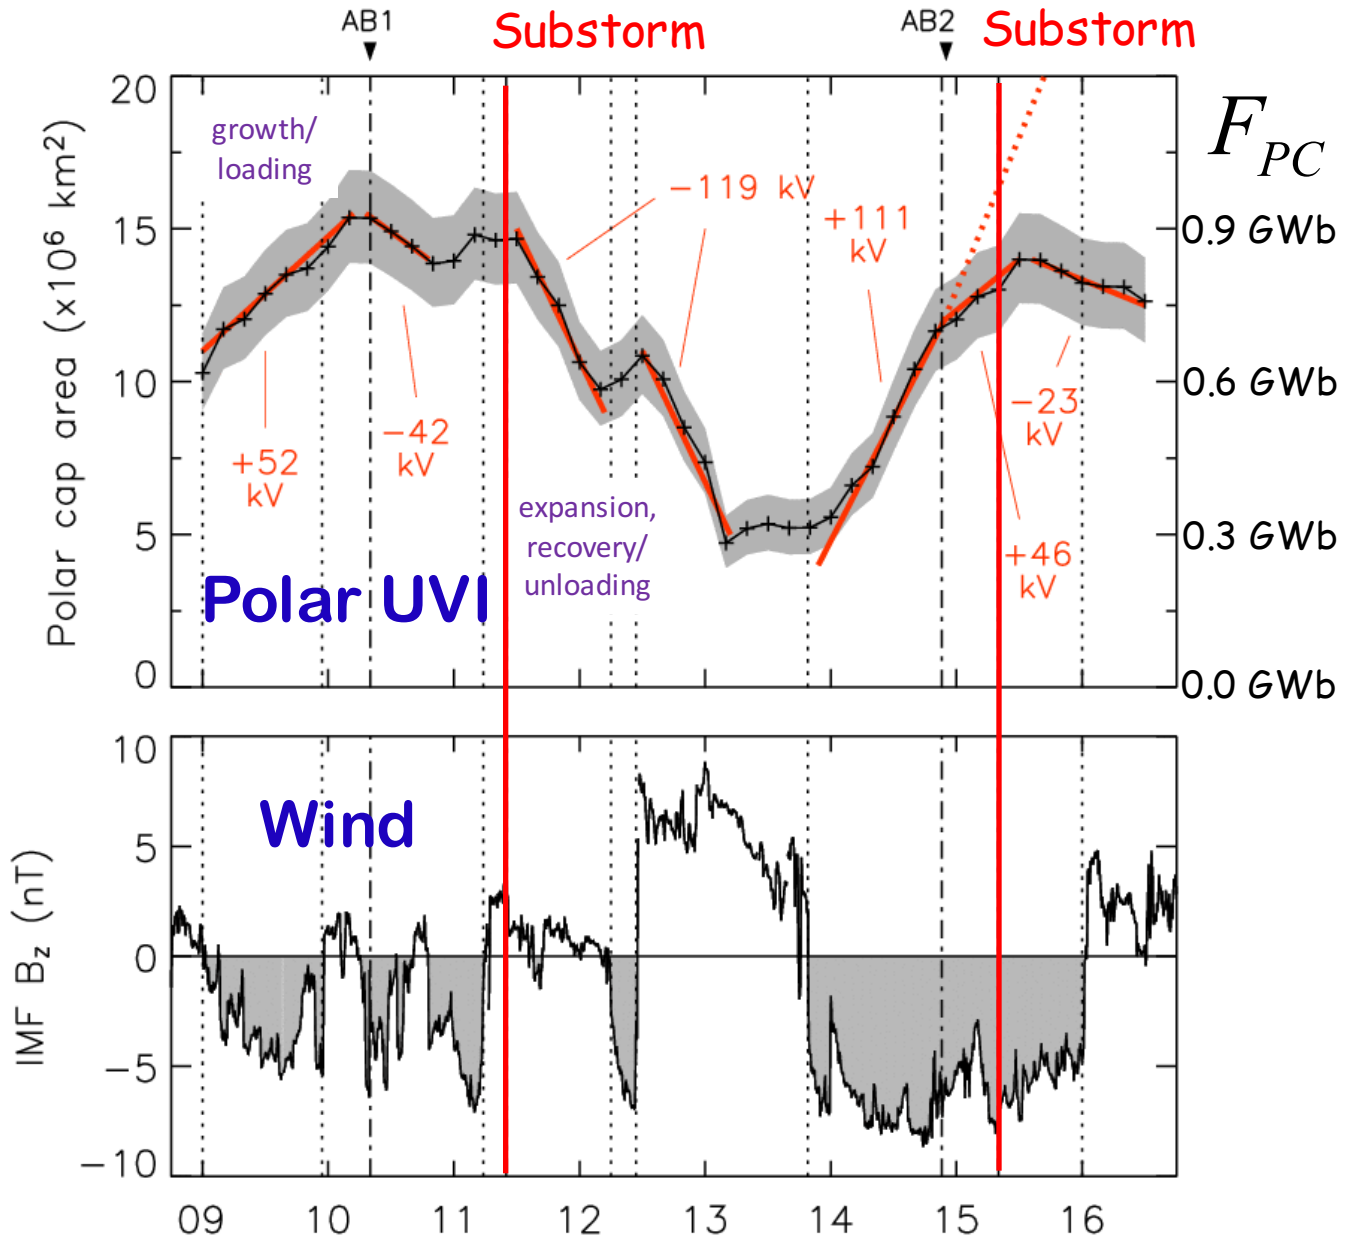 AB1
Substorm
AB2
Substorm
20
15
10
5
0
Polar cap area (x10⁶ km²)
growth/
loading
−119 kV
+111
kV
−42
kV
+52
kV
−23
kV
+46
kV
expansion,
recovery/
unloading
Polar UVI
F_PC
0.9 GWb
0.6 GWb
0.3 GWb
0.0 GWb
10
5
0
−5
−10
IMF B_z (nT)
Wind
09 10 11 12 13 14 15 16